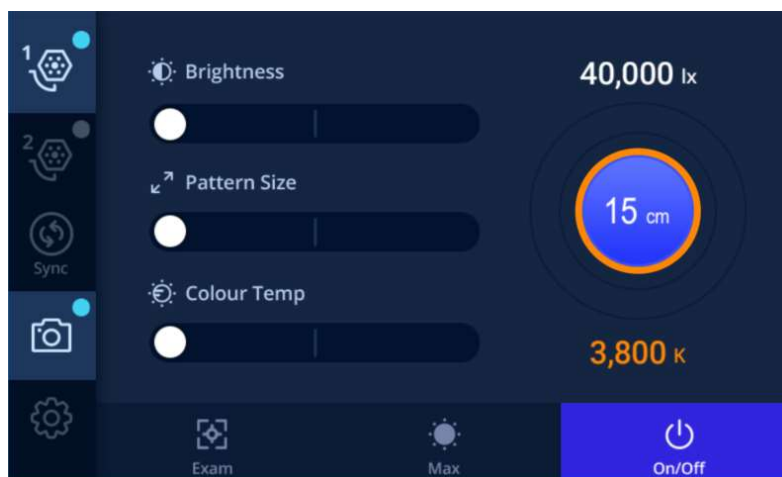 1
2
Sync
Brightness
Pattern Size
Colour Temp
40,000 lx
15 cm
3,800 K
Exam
Max
On/Off